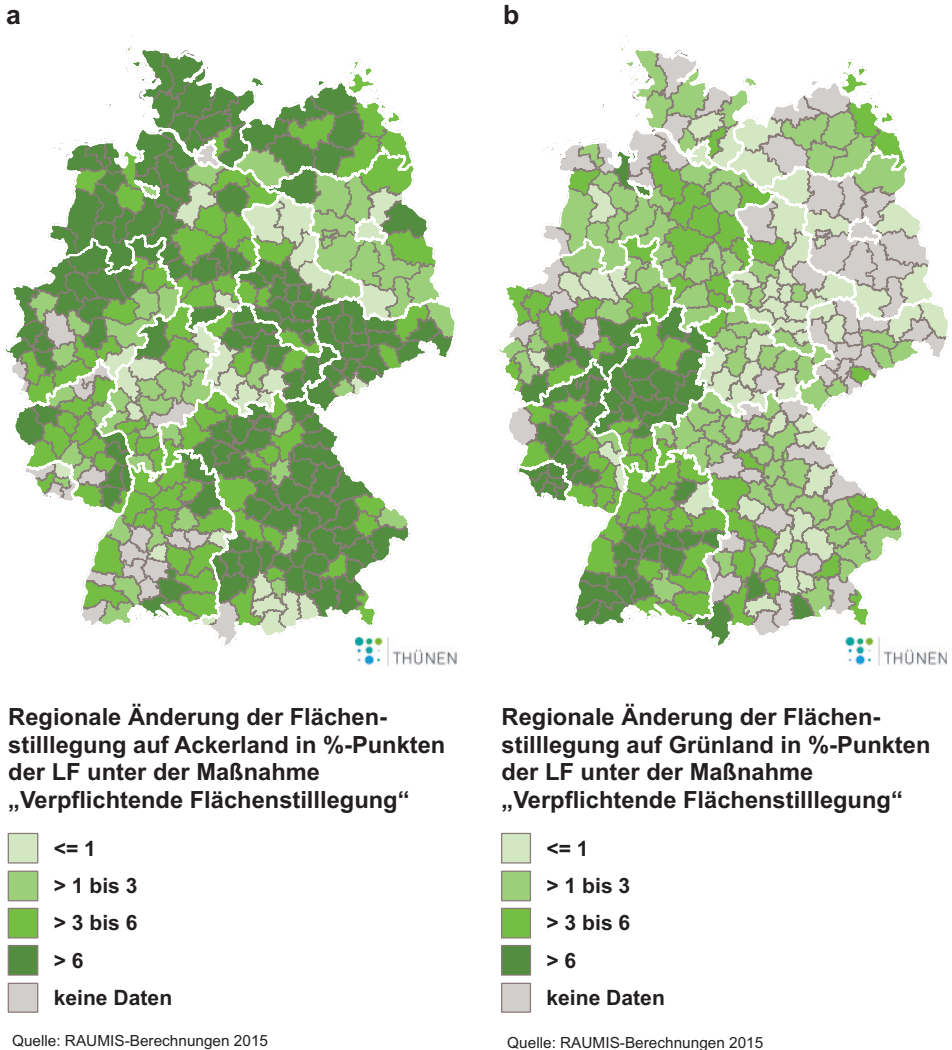 a
b
THÜNEN
THÜNEN
Regionale Änderung der Flächen-
stilllegung auf Ackerland in %-Punkten
der LF unter der Maßnahme
„Verpflichtende Flächenstilllegung“
<= 1
> 1 bis 3
> 3 bis 6
> 6
keine Daten
Quelle: RAUMIS-Berechnungen 2015
Regionale Änderung der Flächen-
stilllegung auf Grünland in %-Punkten
der LF unter der Maßnahme
„Verpflichtende Flächenstilllegung“
<= 1
> 1 bis 3
> 3 bis 6
> 6
keine Daten
Quelle: RAUMIS-Berechnungen 2015